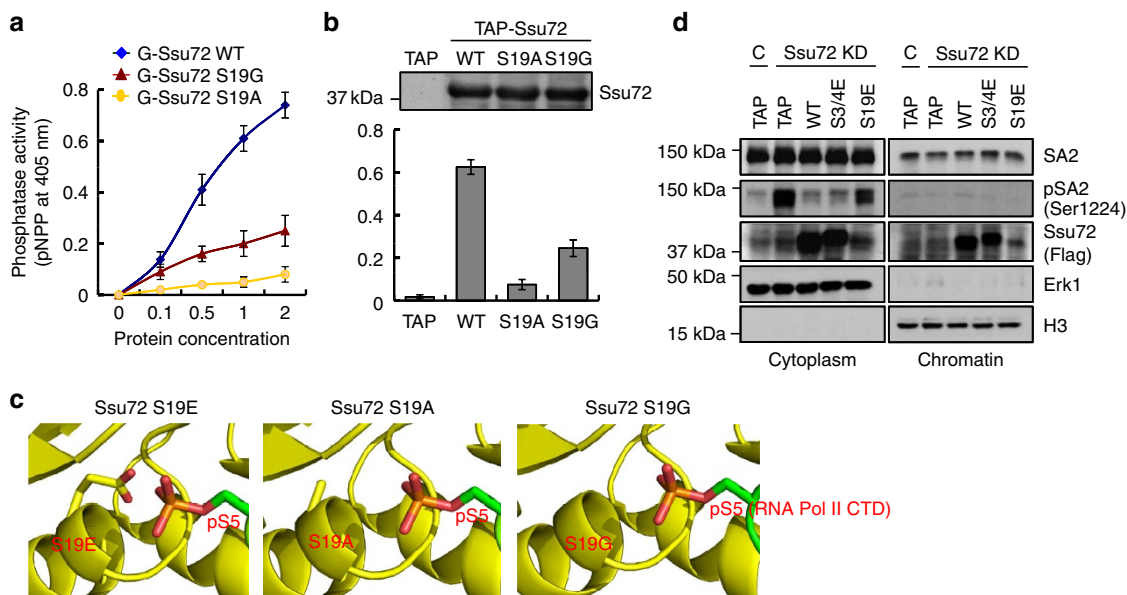 a
G-Ssu72 WT
G-Ssu72 S19G
G-Ssu72 S19A
Phosphatase activity
(pNPP at 405 nm)
0.8
0.6
0.4
0.2
0
0 0.1 0.5 1 2
Protein concentration
b
TAP-Ssu72
TAP WT S19A S19G
37 kDa
Ssu72
0.8
0.6
0.4
0.2
0
TAP WT S19A S19G
c
Ssu72 S19E
Ssu72 S19A
Ssu72 S19G
S19E
pS5
S19A
pS5
S19G
pS5 (RNA Pol II CTD)
d
C Ssu72 KD
C Ssu72 KD
TAP TAP WT S3/4E S19E
TAP TAP WT S3/4E S19E
150 kDa
SA2
150 kDa
pSA2
(Ser1224)
37 kDa
Ssu72
(Flag)
50 kDa
Erk1
15 kDa
H3
Cytoplasm
Chromatin